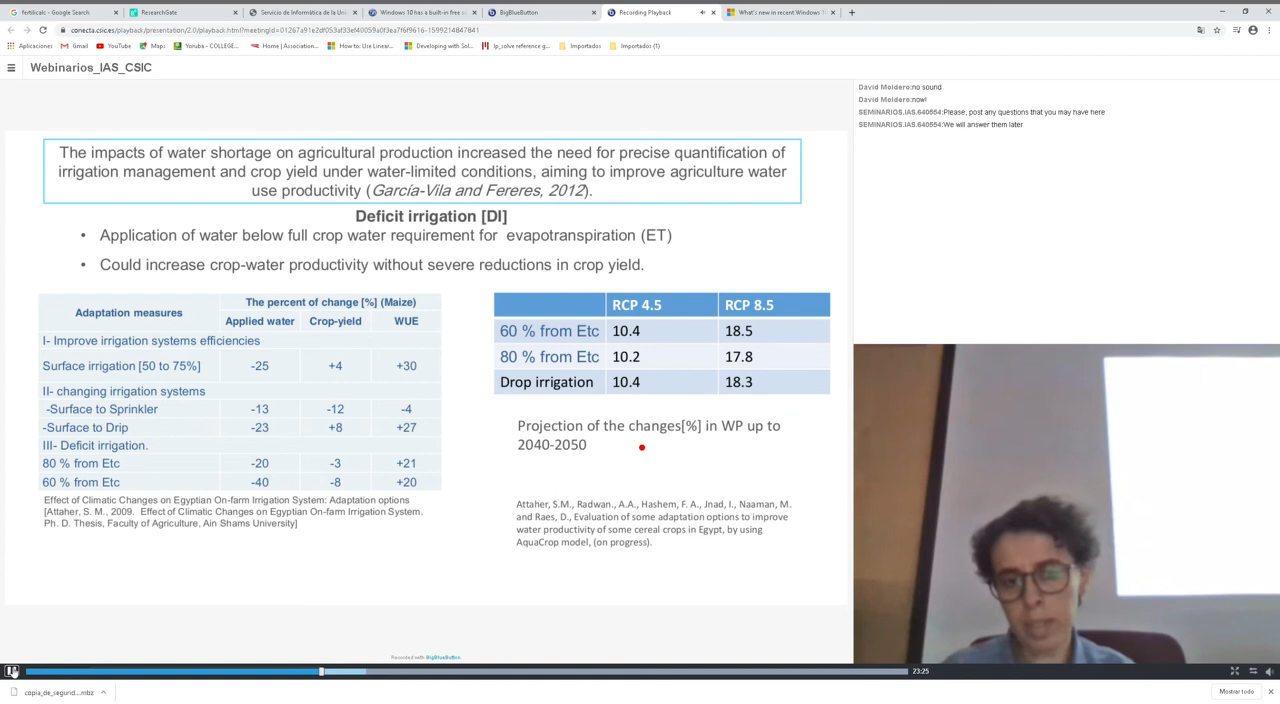 fertilicalc - Google Search
ResearchGate
Servicio de Informática de la Uni
Windows 10 has a built-in free s
BigBlueButton
Recording Playback
What's new in recent Windows 1
conecta.csic.es/playback/presentation/2.0/playback.html?meetingId=01267a91e2df053af33ef40059a0f3ea7f6f9616-1599214847841
Aplicaciones
Gmail
YouTube
Maps
Yoruba - COLLEGE...
Home | Association...
How to: Use Linear...
Developing with Sol...
lp_solve reference g...
Importados
Importados (1)
Webinarios_IAS_CSIC
The impacts of water shortage on agricultural production increased the need for precise quantification of
irrigation management and crop yield under water-limited conditions, aiming to improve agriculture water
use productivity (García-Vila and Fereres, 2012).
Deficit irrigation [DI]
• Application of water below full crop water requirement for evapotranspiration (ET)
• Could increase crop-water productivity without severe reductions in crop yield.
Adaptation measures
The percent of change [%] (Maize)
Applied water Crop-yield WUE
I- Improve irrigation systems efficiencies
Surface irrigation [50 to 75%] -25 +4 +30
II- changing irrigation systems
-Surface to Sprinkler -13 -12 -4
-Surface to Drip -23 +8 +27
III- Deficit irrigation.
80 % from Etc -20 -3 +21
60 % from Etc -40 -8 +20
Effect of Climatic Changes on Egyptian On-farm Irrigation System: Adaptation options
[Attaher, S. M., 2009. Effect of Climatic Changes on Egyptian On-farm Irrigation System.
Ph. D. Thesis, Faculty of Agriculture, Ain Shams University]
RCP 4.5 RCP 8.5
60 % from Etc 10.4 18.5
80 % from Etc 10.2 17.8
Drop irrigation 10.4 18.3
Projection of the changes[%] in WP up to
2040-2050
Attaher, S.M., Radwan., A.A., Hashem, F. A., Jnad, I., Naaman, M.
and Raes, D., Evaluation of some adaptation options to improve
water productivity of some cereal crops in Egypt, by using
AquaCrop model, (on progress).
David Moldero:no sound
David Moldero:now!
SEMINARIOS.IAS.640554:Please, post any questions that you may have here
SEMINARIOS.IAS.640554:We will answer them later
Recorded with BigBlueButton.
23:25
copia_de_segurid....mbz
Mostrar todo